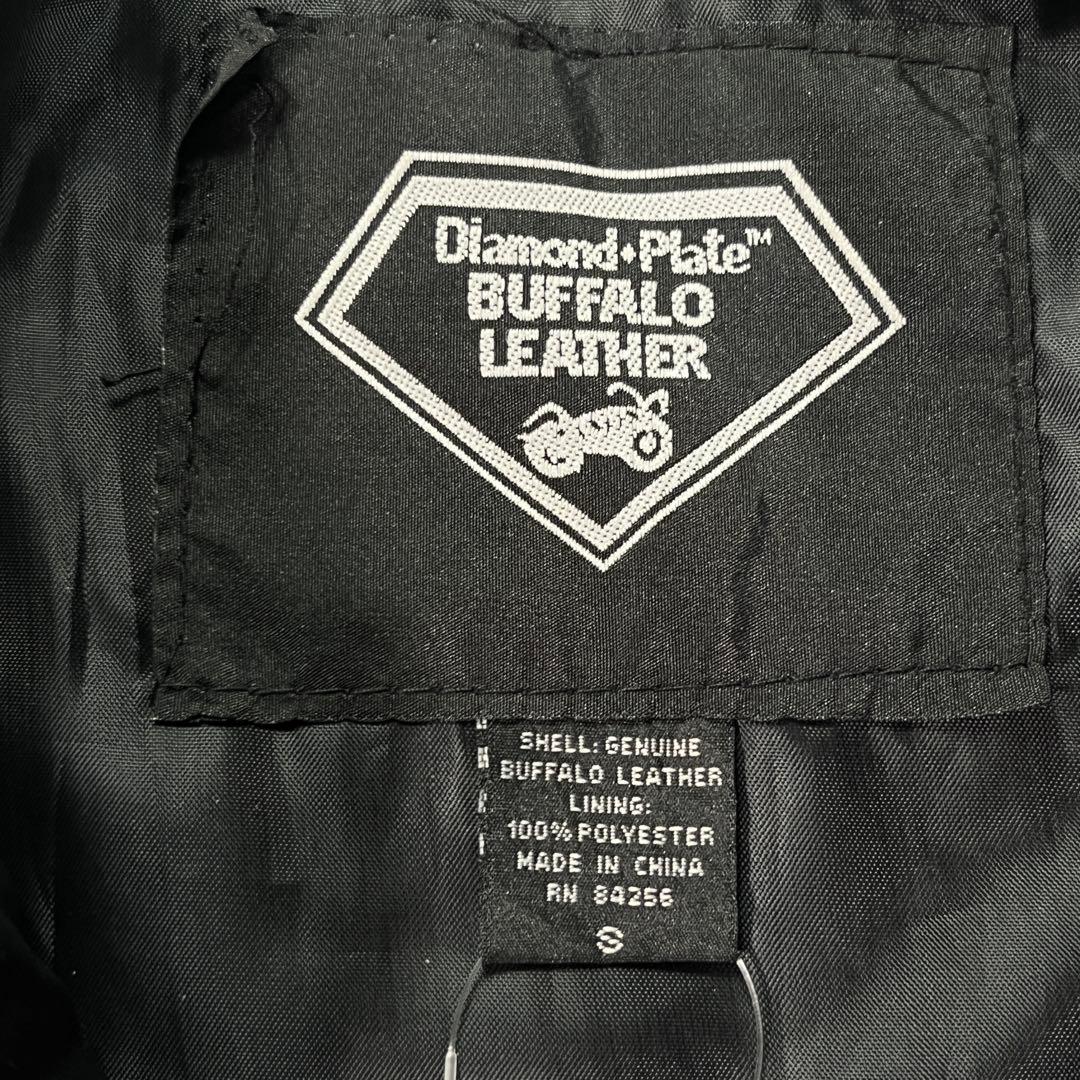 Diamond♦Plate™
BUFFALO
LEATHER
SHELL: GENUINE
BUFFALO LEATHER
LINING:
100% POLYESTER
MADE IN CHINA
RN 84256
S